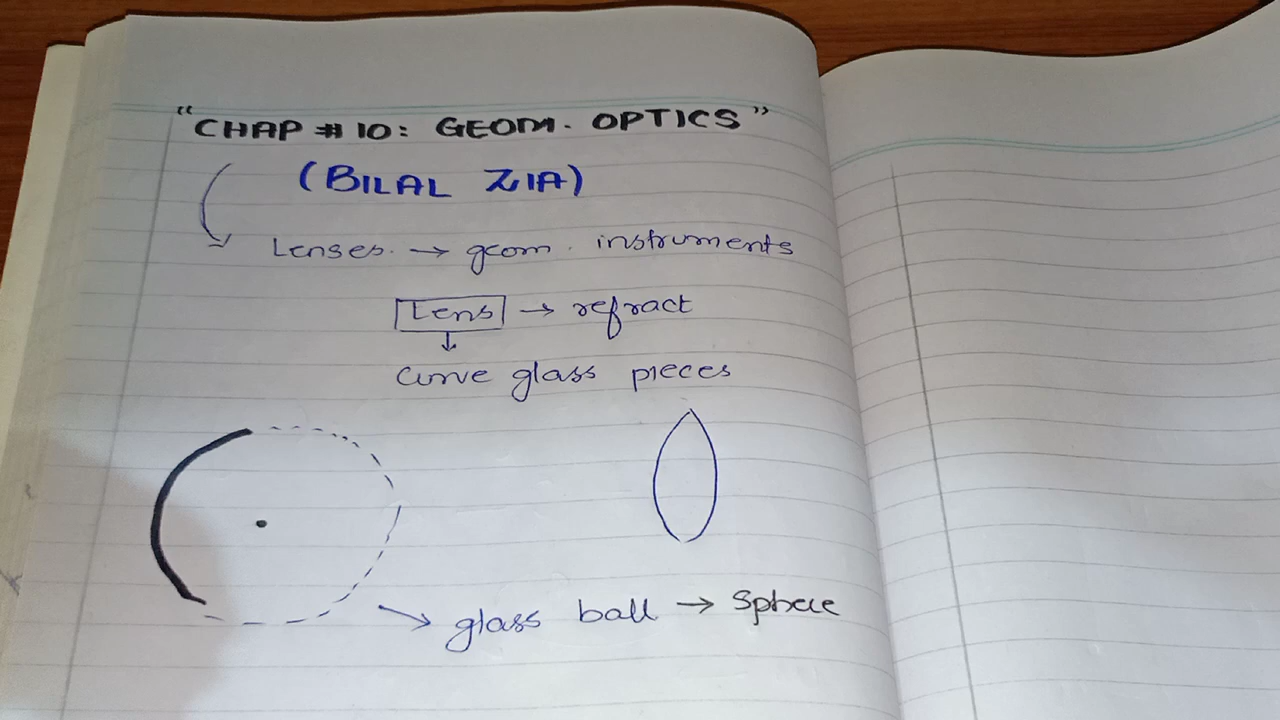 "CHAP # 10: GEOM. OPTICS"
(BILAL ZIA)
Lenses. → geom. instruments
Lens → refract
↓
curve glass pieces
→ glass ball → Sphere